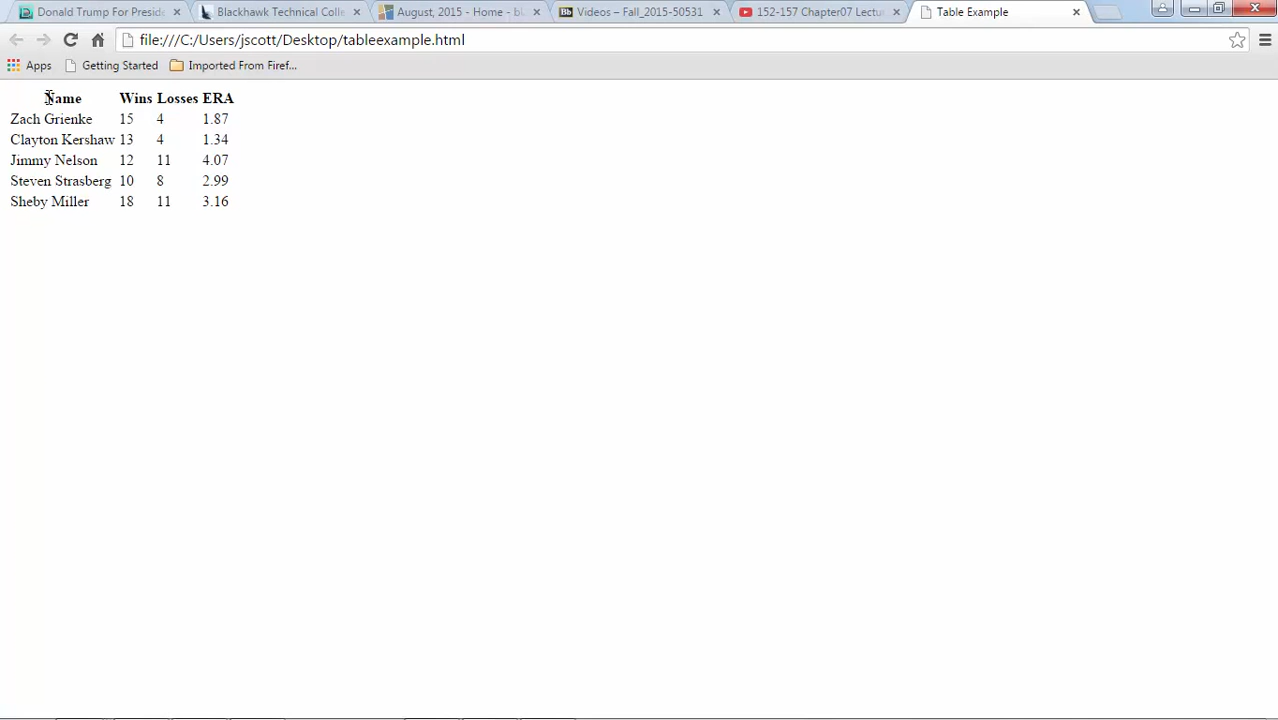 Donald Trump For Preside
Blackhawk Technical Colle
August, 2015 - Home - bl
Bb Videos – Fall_2015-50531
152-157 Chapter07 Lectu
Table Example
file:///C:/Users/jscott/Desktop/tableexample.html
Apps Getting Started Imported From Firef...
Name Wins Losses ERA
Zach Grienke 15 4 1.87
Clayton Kershaw 13 4 1.34
Jimmy Nelson 12 11 4.07
Steven Strasberg 10 8 2.99
Sheby Miller 18 11 3.16